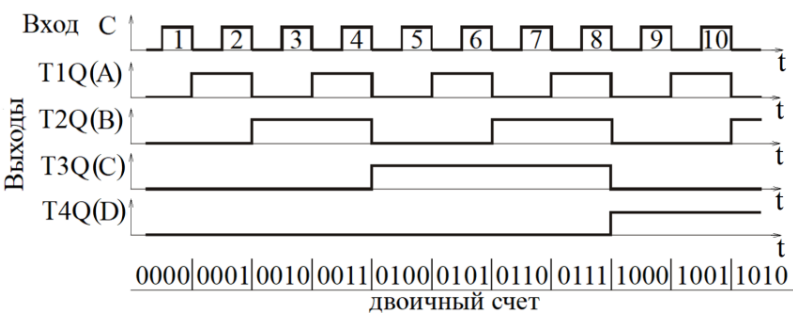 Вход C
1 2 3 4 5 6 7 8 9 10
t
T1Q(A)
t
T2Q(B)
t
T3Q(C)
t
T4Q(D)
t
Выходы
0000 0001 0010 0011 0100 0101 0110 0111 1000 1001 1010
двоичный счет